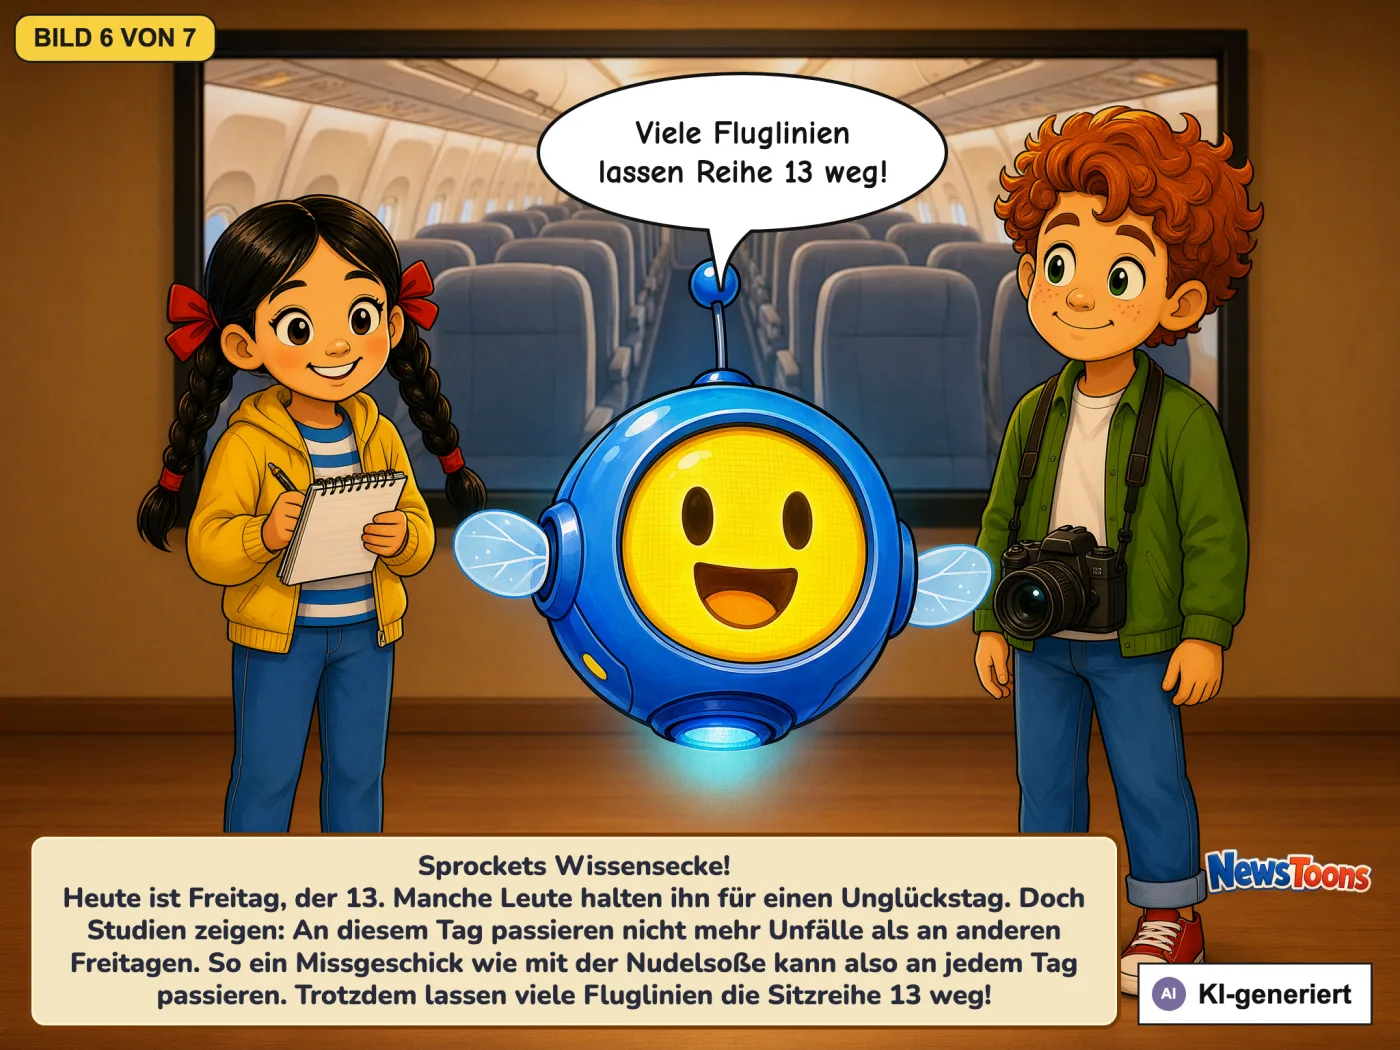 BILD 6 VON 7
Viele Fluglinien
lassen Reihe 13 weg!
Sprockets Wissensecke!
Heute ist Freitag, der 13. Manche Leute halten ihn für einen Unglückstag. Doch
Studien zeigen: An diesem Tag passieren nicht mehr Unfälle als an anderen
Freitagen. So ein Missgeschick wie mit der Nudelsoße kann also an jedem Tag
passieren. Trotzdem lassen viele Fluglinien die Sitzreihe 13 weg!
NewsToons
AI KI-generiert